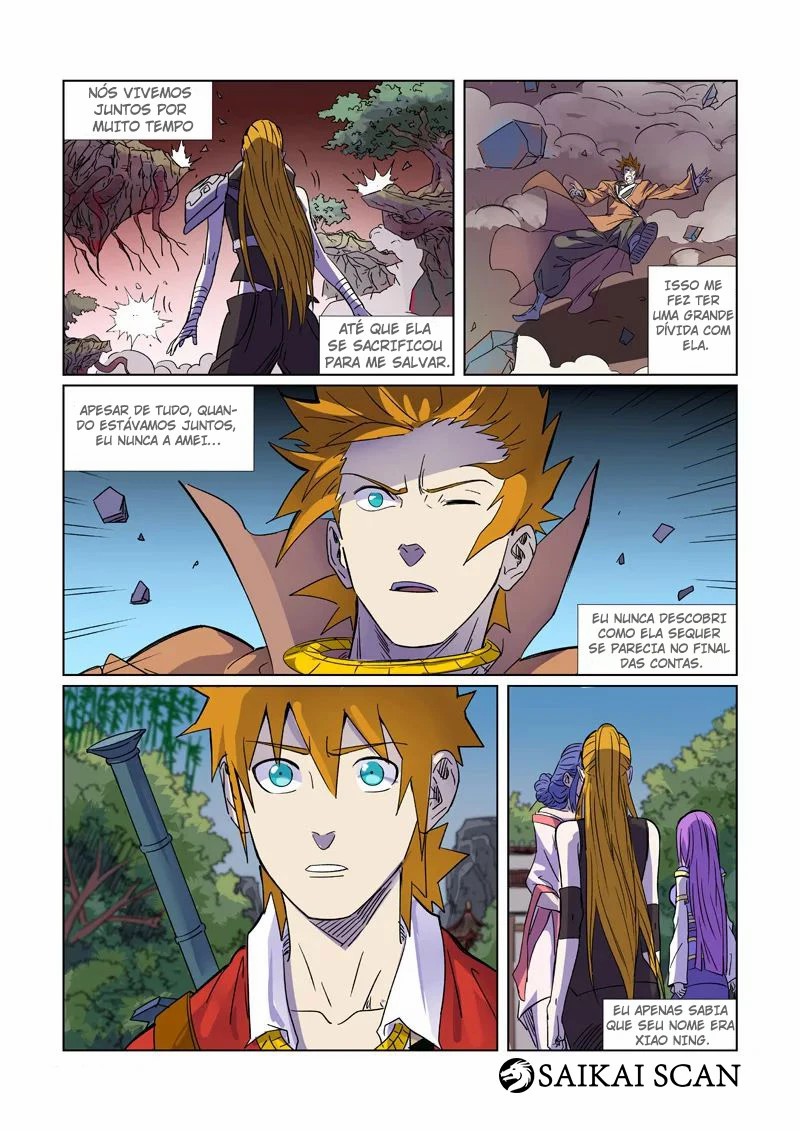 NÓS VIVEMOS
JUNTOS POR
MUITO TEMPO
ATÉ QUE ELA
SE SACRIFICOU
PARA ME SALVAR.
ISSO ME
FEZ TER
UMA GRANDE
DÍVIDA COM
ELA.
APESAR DE TUDO, QUAN-
DO ESTÁVAMOS JUNTOS,
EU NUNCA A AMEI...
EU NUNCA DESCOBRI
COMO ELA SEQUER
SE PARECIA NO FINAL
DAS CONTAS.
EU APENAS SABIA
QUE SEU NOME ERA
XIAO NING.
SAIKAI SCAN